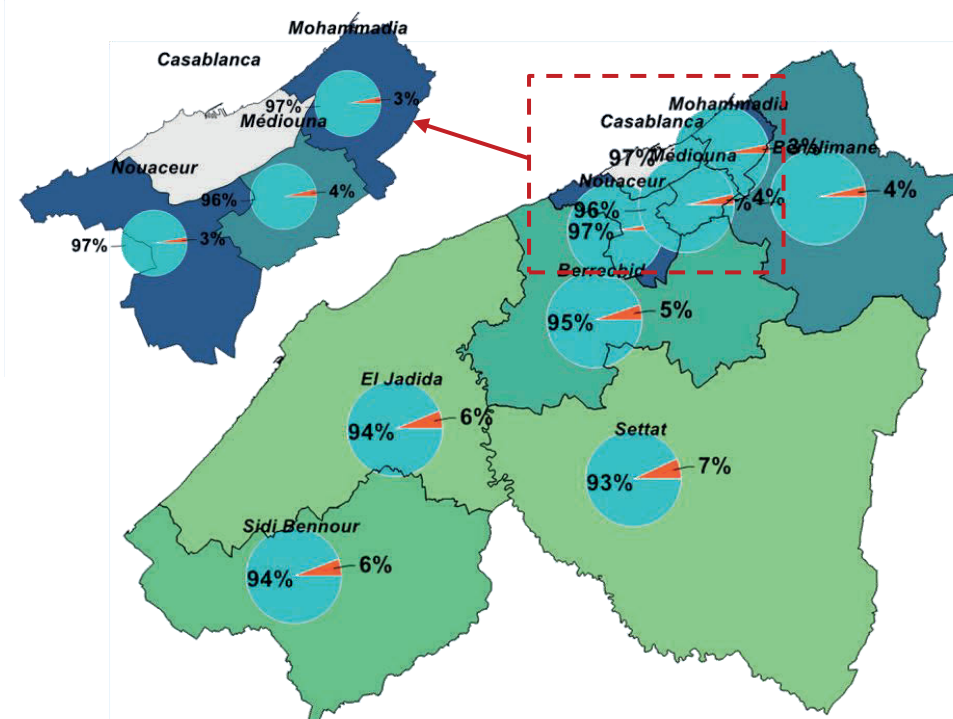 Mohammadia
Casablanca
97%
3%
Médiouna
Nouaceur
96%
4%
97%
3%
Mohammadia
Casablanca
3%
Benslimane
97%
Médiouna
Nouaceur
4%
4%
96%
97%
Berrechid
5%
95%
El Jadida
6%
94%
Settat
7%
93%
Sidi Bennour
6%
94%